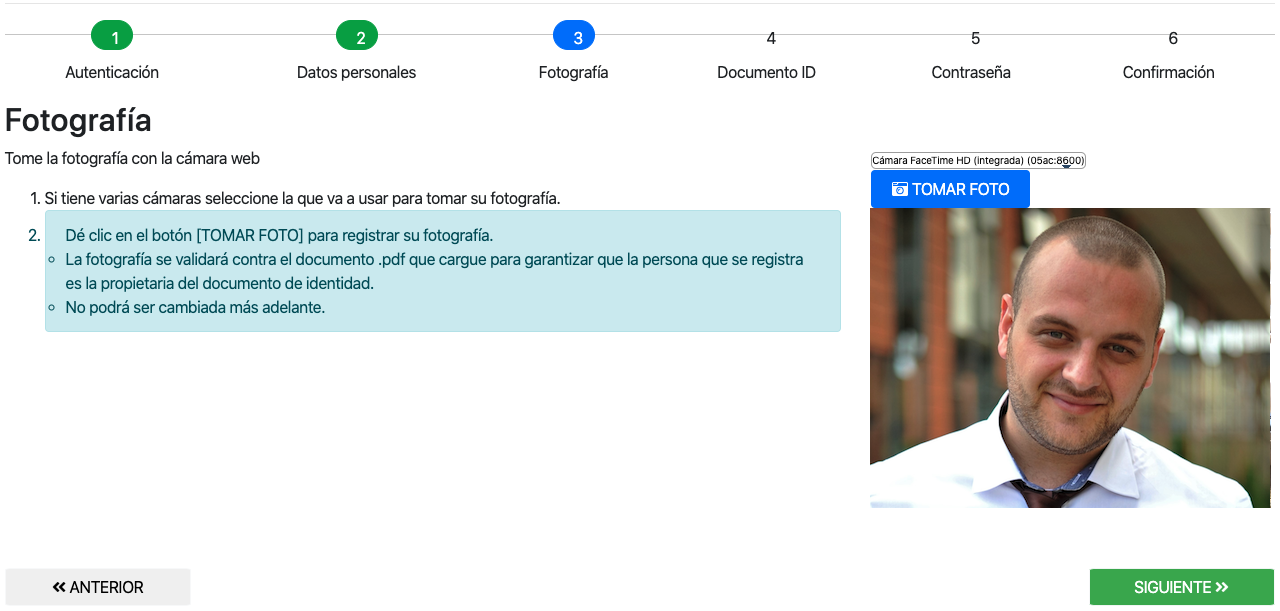 1
2
3
4
5
6
Autenticación
Datos personales
Fotografía
Documento ID
Contraseña
Confirmación
Fotografía
Tome la fotografía con la cámara web
1. Si tiene varias cámaras seleccione la que va a usar para tomar su fotografía.
2. Dé clic en el botón [TOMAR FOTO] para registrar su fotografía.
La fotografía se validará contra el documento .pdf que cargue para garantizar que la persona que se registra
es la propietaria del documento de identidad.
No podrá ser cambiada más adelante.
Cámara FaceTime HD (integrada) (05ac:8600)
TOMAR FOTO
ANTERIOR
SIGUIENTE